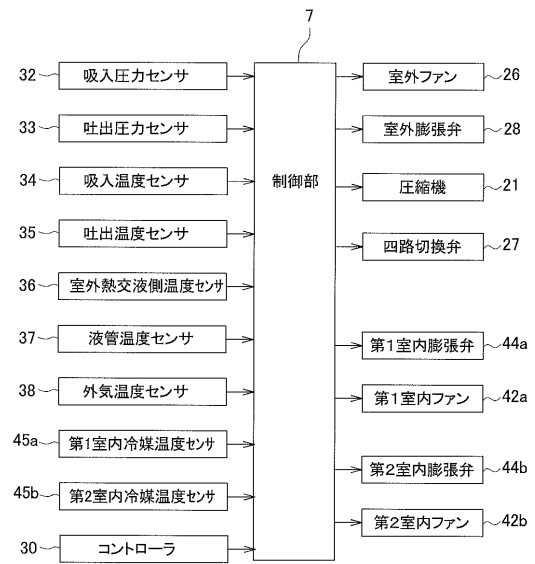 7
32 吸入圧力センサ
33 吐出圧力センサ
34 吸入温度センサ
35 吐出温度センサ
36 室外熱交液側温度センサ
37 液管温度センサ
38 外気温度センサ
45a 第1室内冷媒温度センサ
45b 第2室内冷媒温度センサ
30 コントローラ
制御部
室外ファン 26
室外膨張弁 28
圧縮機 21
四路切換弁 27
第1室内膨張弁 44a
第1室内ファン 42a
第2室内膨張弁 44b
第2室内ファン 42b